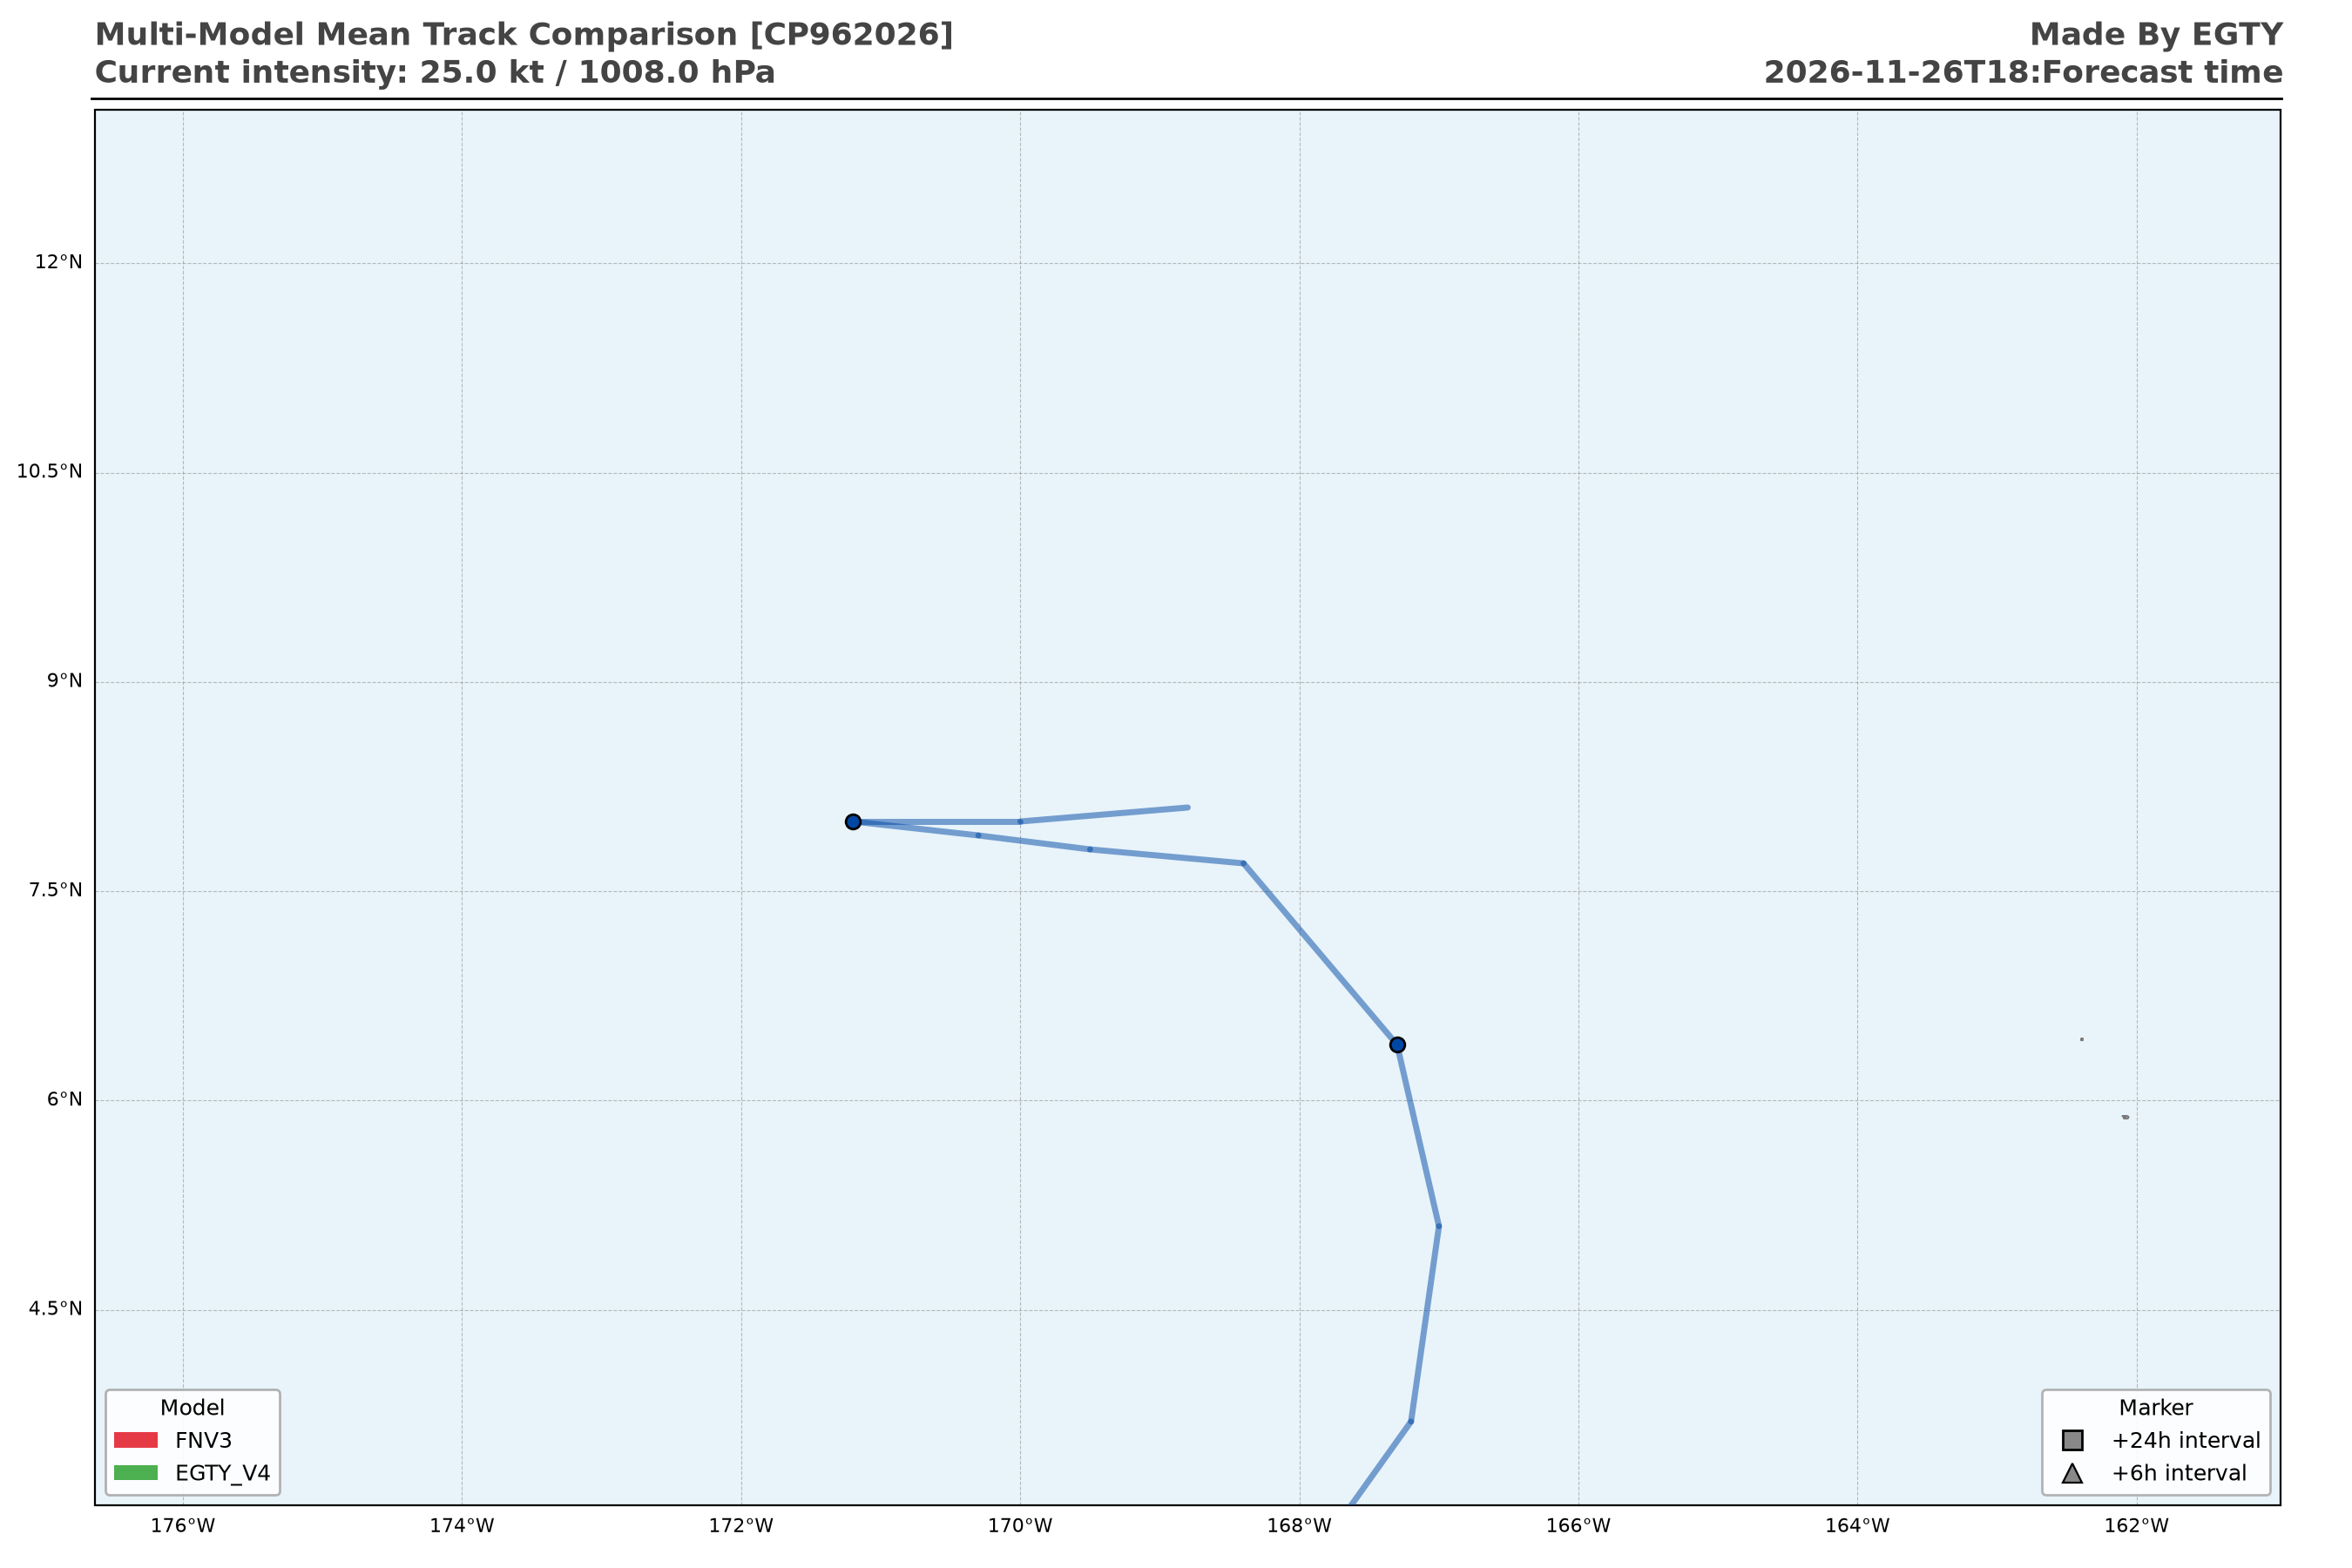 Multi-Model Mean Track Comparison [CP962026]
Made By EGTY
Current intensity: 25.0 kt / 1008.0 hPa
2026-11-26T18:Forecast time
12°N
10.5°N
9°N
7.5°N
6°N
4.5°N
Model
FNV3
EGTY_V4
Marker
+24h interval
+6h interval
176°W
174°W
172°W
170°W
168°W
166°W
164°W
162°W